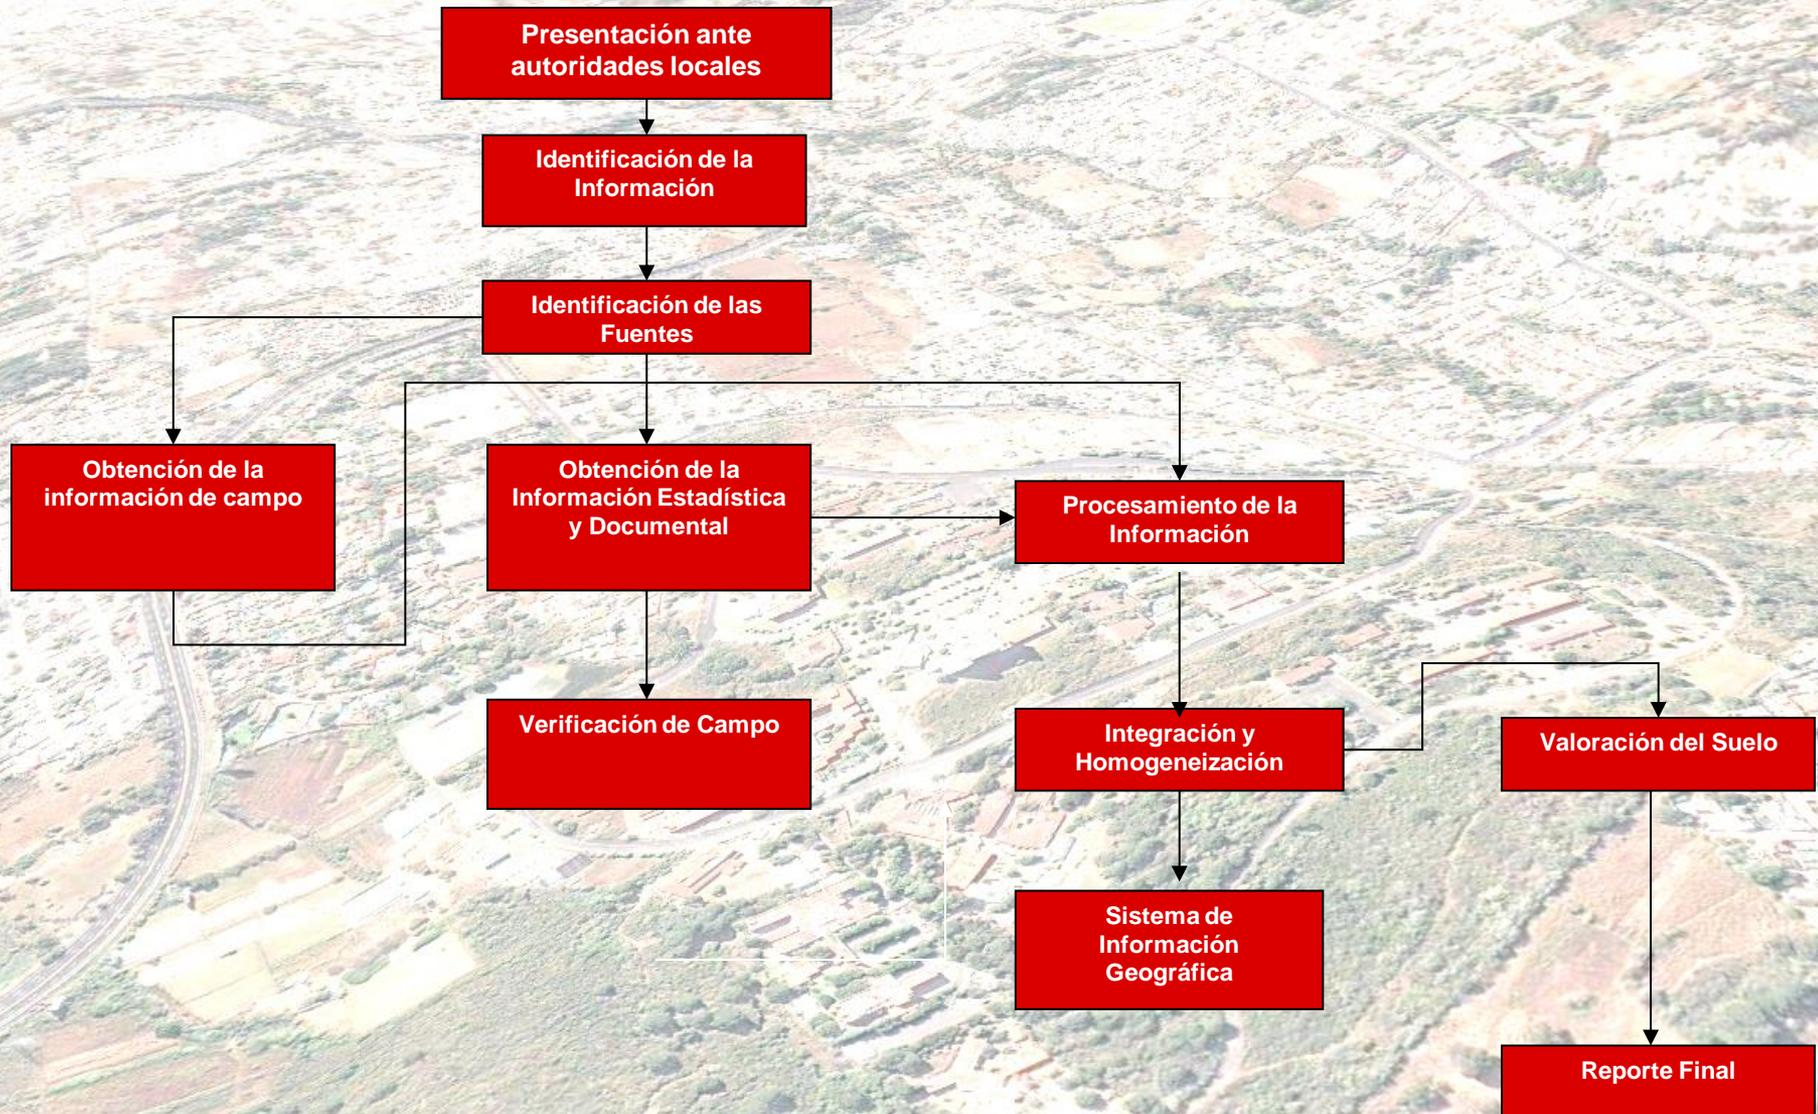 Presentación ante
autoridades locales
Identificación de la
Información
Identificación de las
Fuentes
Obtención de la
información de campo
Obtención de la
Información Estadística
y Documental
Procesamiento de la
Información
Verificación de Campo
Integración y
Homogeneización
Valoración del Suelo
Sistema de
Información
Geográfica
Reporte Final